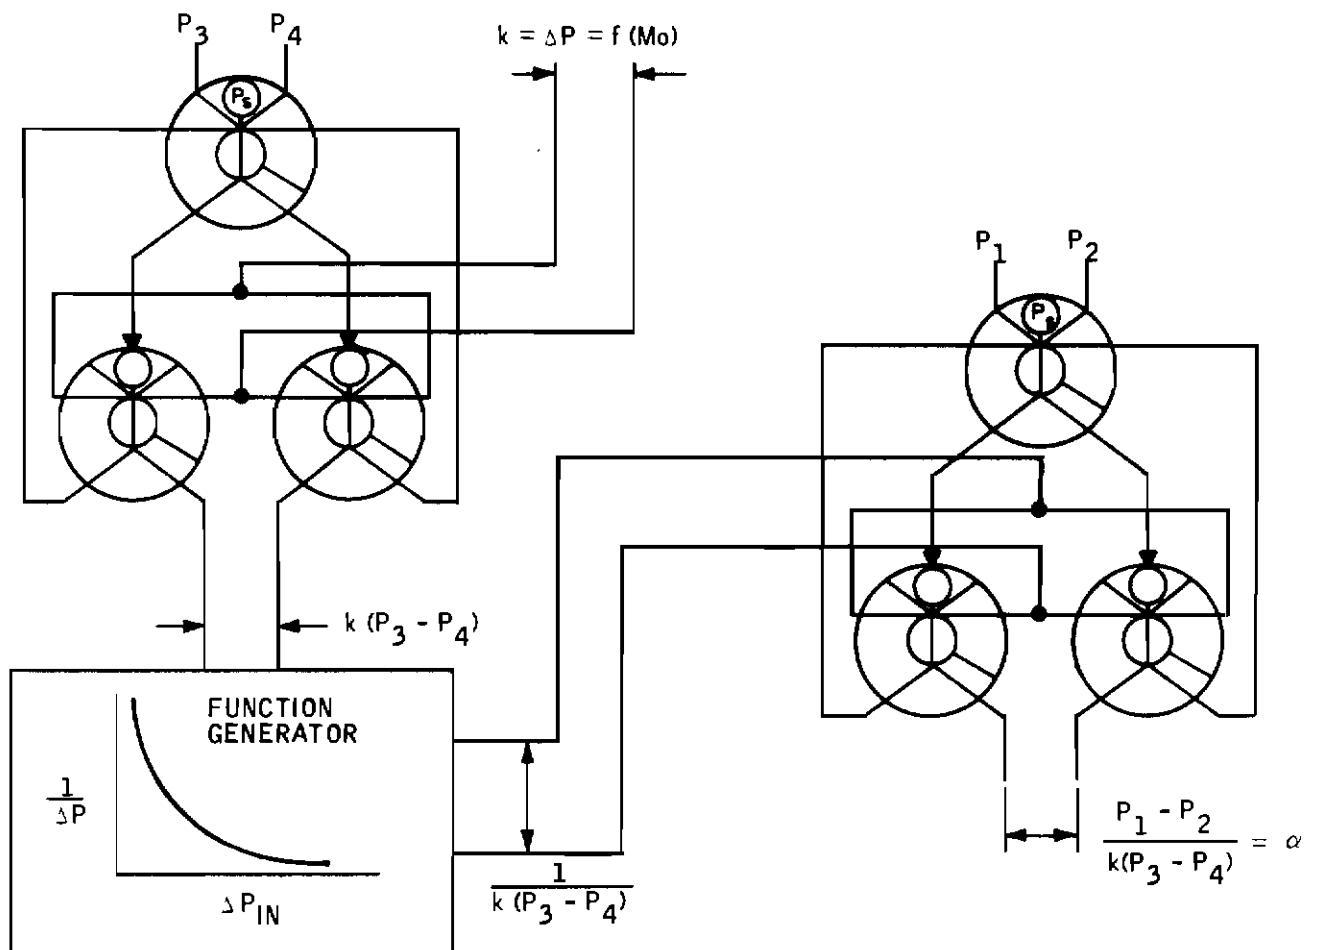 P3 P4
k = ΔP = f (Mo)
Ps
P1 P2
Ps
k (P3 - P4)
FUNCTION
GENERATOR
1
ΔP
ΔPIN
1
k (P3 - P4)
P1 - P2
k(P3 - P4)
= α